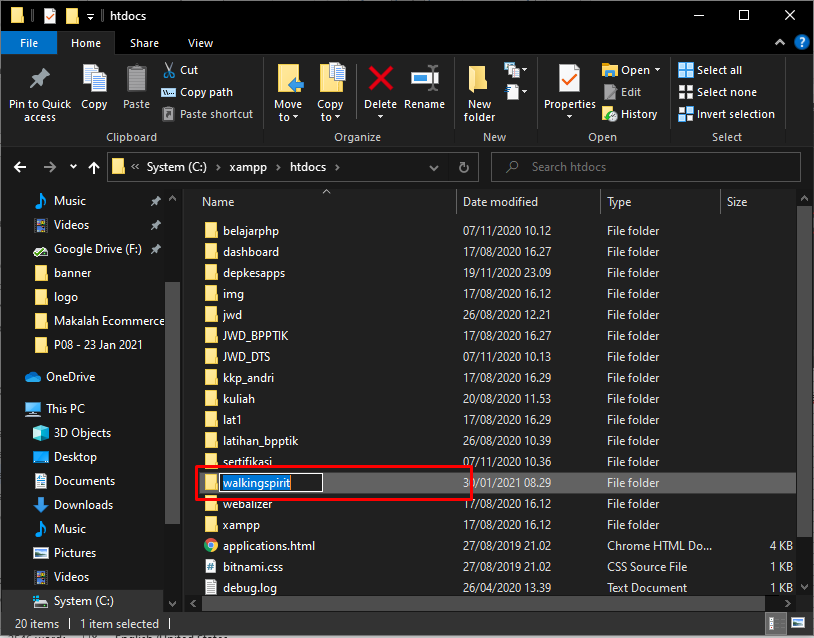 htdocs
File Home Share View
Pin to Quick access
Copy
Paste
Cut
Copy path
Paste shortcut
Clipboard
Move to
Copy to
Delete
Rename
Organize
New folder
New
Properties
Open
Edit
History
Open
Select all
Select none
Invert selection
Select
« System (C:) › xampp › htdocs ›
Search htdocs
Music
Videos
Google Drive (F:)
banner
logo
Makalah Ecommerce
P08 - 23 Jan 2021
OneDrive
This PC
3D Objects
Desktop
Documents
Downloads
Music
Pictures
Videos
System (C:)
Name Date modified Type Size
belajarphp 07/11/2020 10.12 File folder
dashboard 17/08/2020 16.27 File folder
depkesapps 19/11/2020 23.09 File folder
img 17/08/2020 16.12 File folder
jwd 26/08/2020 12.21 File folder
JWD_BPPTIK 17/08/2020 16.27 File folder
JWD_DTS 07/11/2020 10.13 File folder
kkp_andri 17/08/2020 16.29 File folder
kuliah 20/08/2020 11.53 File folder
lat1 17/08/2020 16.29 File folder
latihan_bpptik 26/08/2020 10.39 File folder
sertifikasi 07/11/2020 10.36 File folder
walkingspirit 30/01/2021 08.29 File folder
webalizer 17/08/2020 16.12 File folder
xampp 17/08/2020 16.12 File folder
applications.html 27/08/2019 21.02 Chrome HTML Do... 4 KB
bitnami.css 27/08/2019 21.02 CSS Source File 1 KB
debug.log 26/04/2020 13.39 Text Document 1 KB
20 items 1 item selected